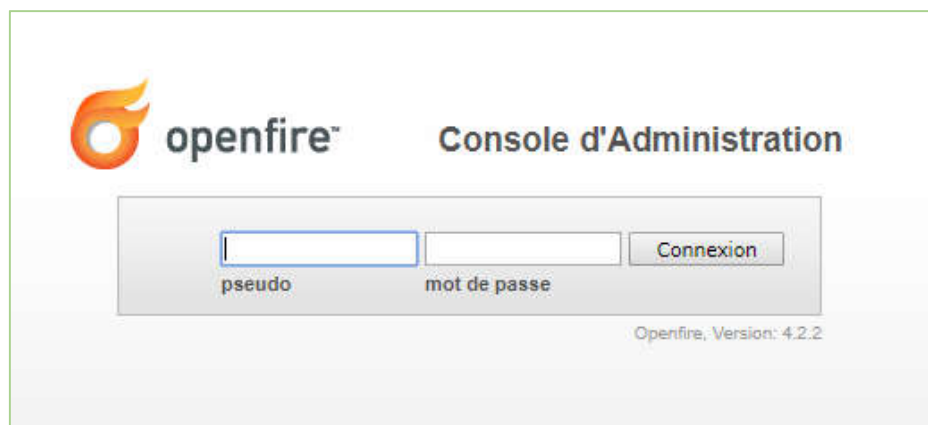 openfire™ Console d'Administration
Connexion
pseudo mot de passe
Openfire, Version: 4.2.2